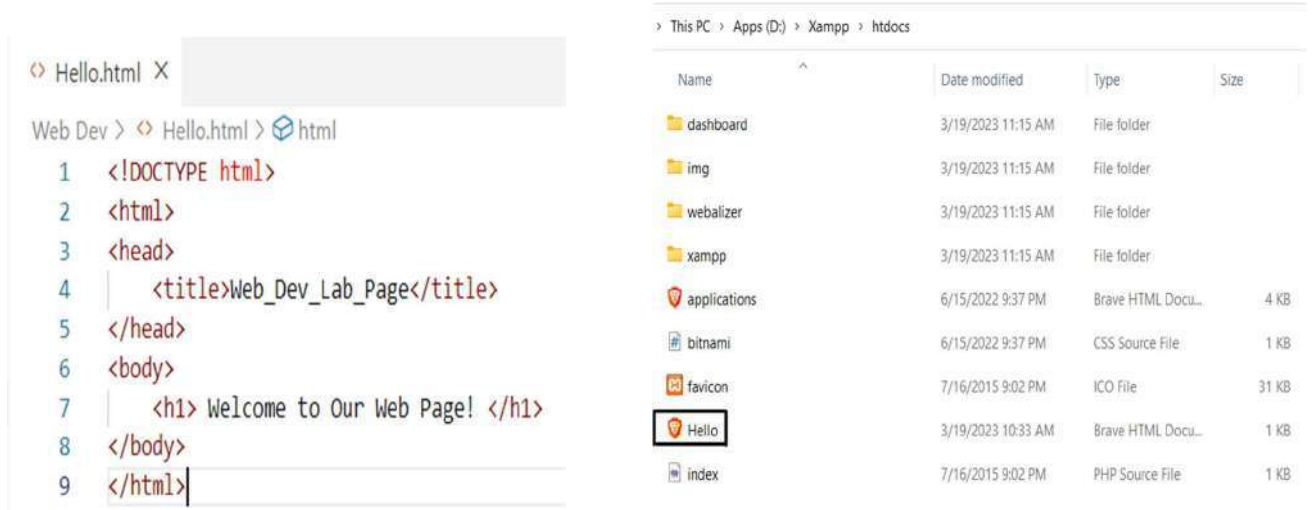 Hello.html X
Web Dev > Hello.html > html
1 <!DOCTYPE html>
2 <html>
3 <head>
4 <title>Web_Dev_Lab_Page</title>
5 </head>
6 <body>
7 <h1> Welcome to Our Web Page! </h1>
8 </body>
9 </html>
> This PC > Apps (D:) > Xampp > htdocs
Name Date modified Type Size
dashboard 3/19/2023 11:15 AM File folder
img 3/19/2023 11:15 AM File folder
webalizer 3/19/2023 11:15 AM File folder
xampp 3/19/2023 11:15 AM File folder
applications 6/15/2022 9:37 PM Brave HTML Docu... 4 KB
bitnami 6/15/2022 9:37 PM CSS Source File 1 KB
favicon 7/16/2015 9:02 PM ICO File 31 KB
Hello 3/19/2023 10:33 AM Brave HTML Docu... 1 KB
index 7/16/2015 9:02 PM PHP Source File 1 KB